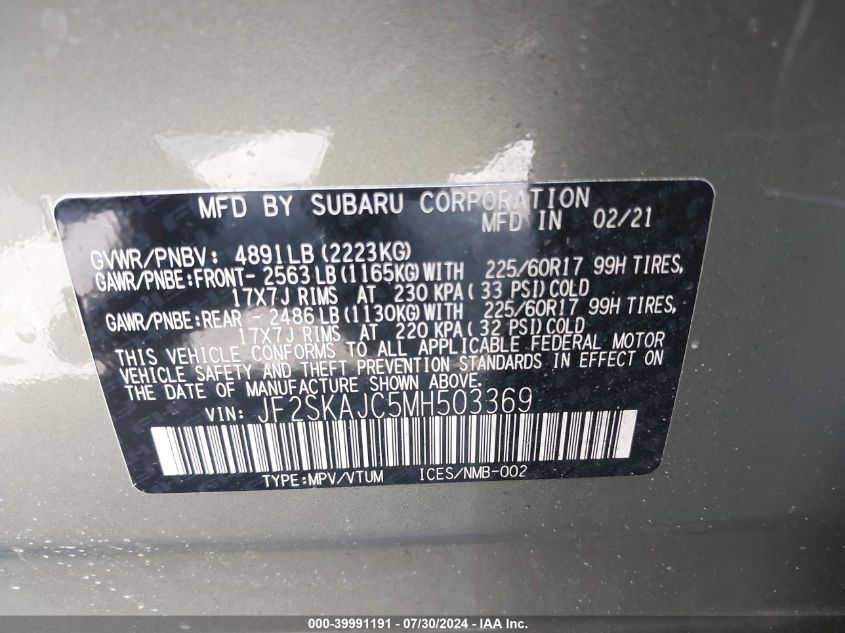 MFD BY SUBARU CORPORATION
MFD IN 02/21
GVWR/PNBV: 4891LB(2223KG)
GAWR/PNBE:FRONT-2563LB(1165KG)WITH 225/60R17 99H TIRES,
17X7J RIMS AT 230 KPA(33 PSI)COLD
GAWR/PNBE:REAR -2486LB(1130KG)WITH 225/60R17 99H TIRES,
17X7J RIMS AT 220 KPA(32 PSI)COLD
THIS VEHICLE CONFORMS TO ALL APPLICABLE FEDERAL MOTOR
VEHICLE SAFETY AND THEFT PREVENTION STANDARDS IN EFFECT ON
THE DATE OF MANUFACTURE SHOWN ABOVE.
VIN: JF2SKAJC5MH503369
TYPE:MPV/VTUM ICES/NMB-002
000-39991191 / 07/30/2024 - IAA Inc.